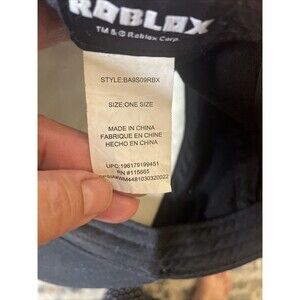 ROBLOX
TM & © Roblox Corp.
STYLE:BA9S09RBX
SIZE:ONE SIZE
MADE IN CHINA
FABRIQUE EN CHINE
HECHO EN CHINA
UPC:196179199451
RN #115665